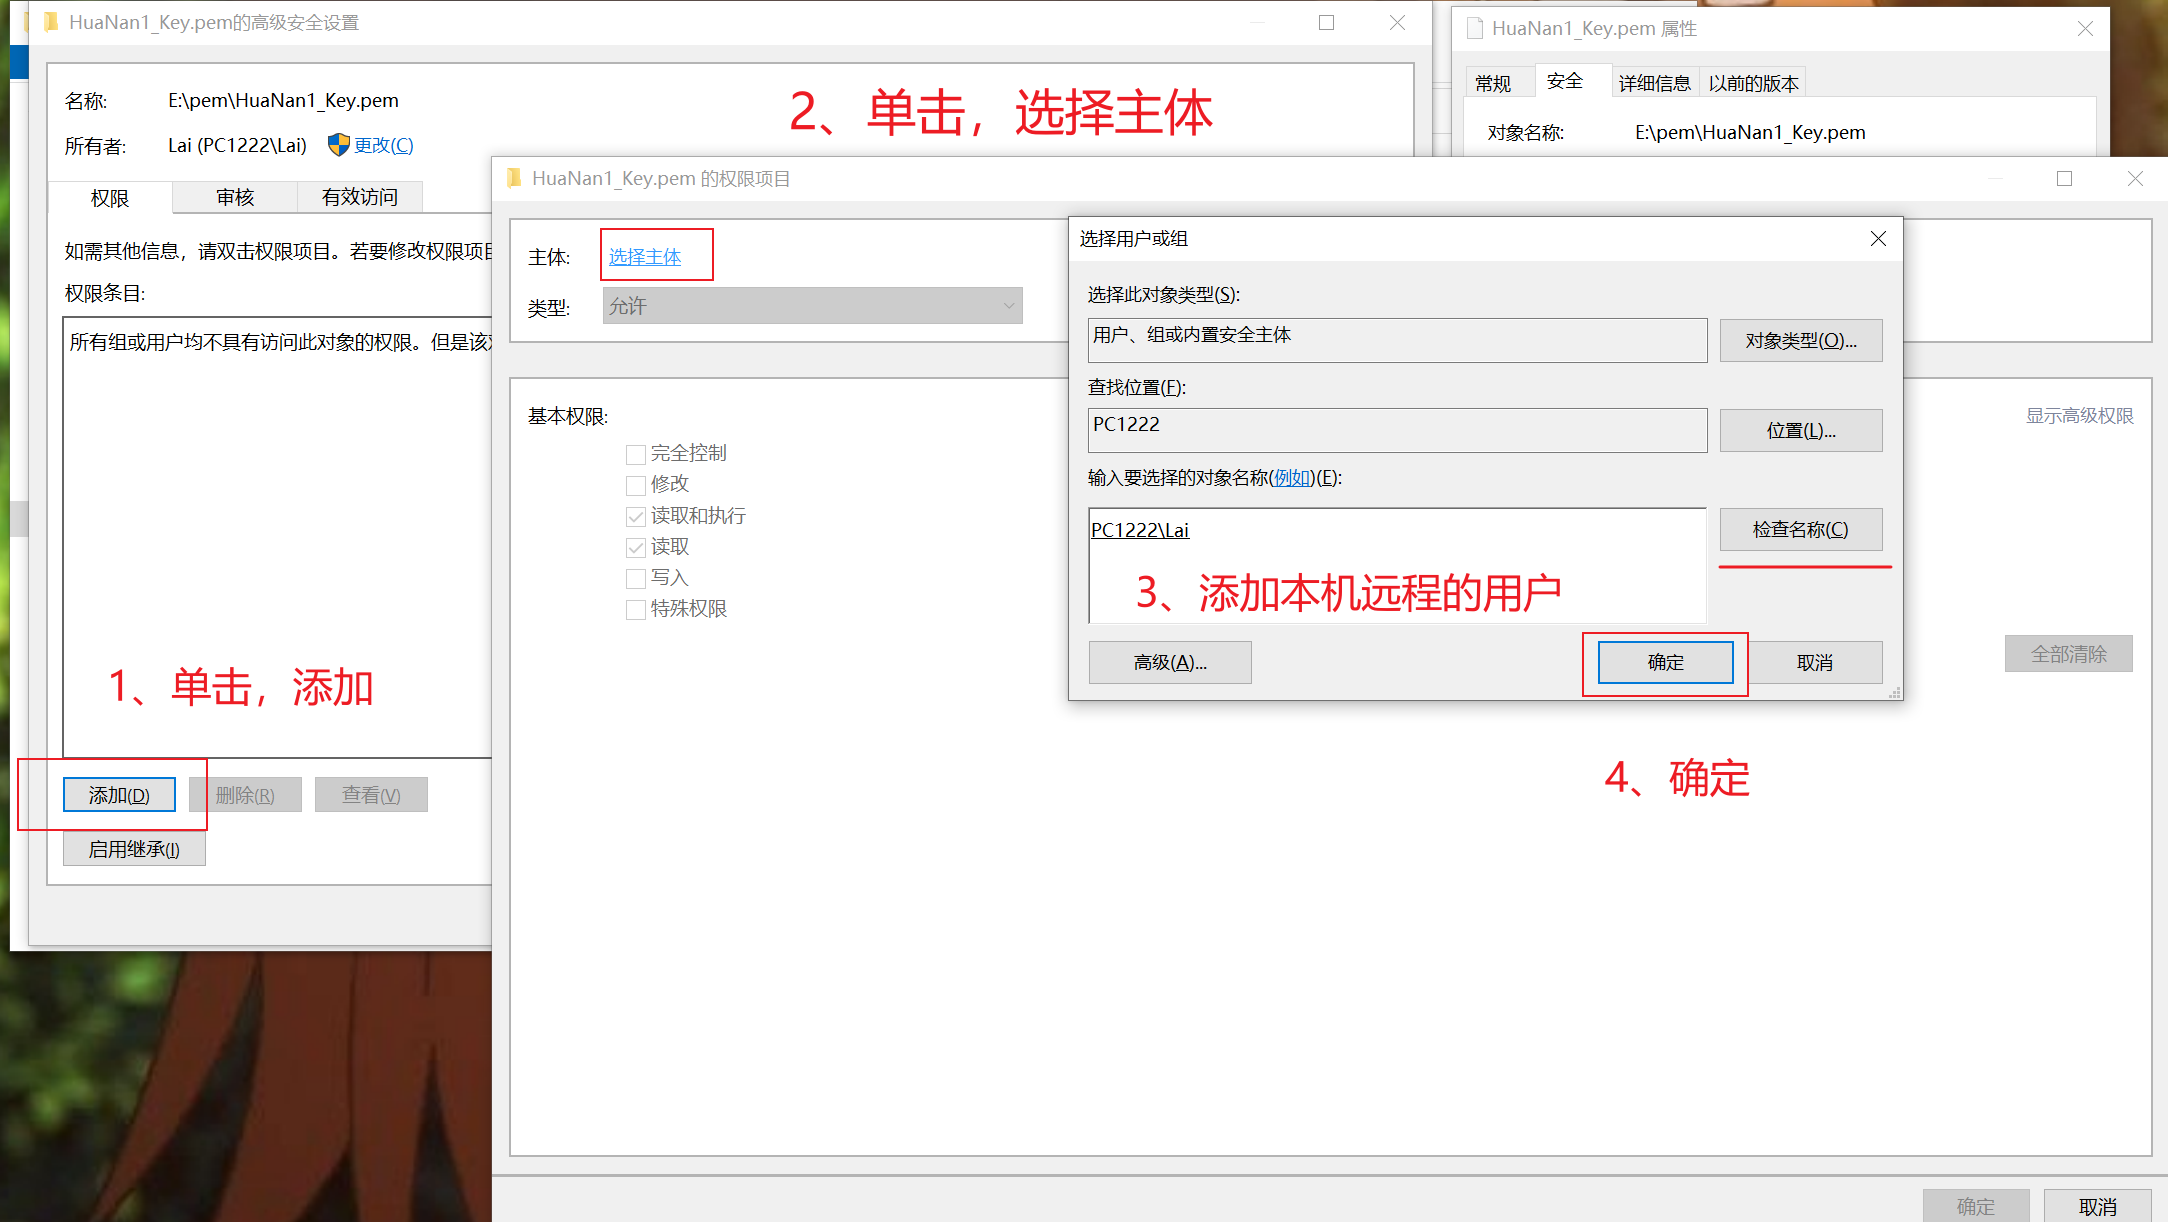 HuaNan1_Key.pem的高级安全设置
名称:
E:\pem\HuaNan1_Key.pem
所有者:
Lai (PC1222\Lai)
更改(C)
权限
审核
有效访问
如需其他信息，请双击权限项目。若要修改权限项目
权限条目:
所有组或用户均不具有访问此对象的权限。但是该
1、单击，添加
添加(D)
删除(R)
查看(V)
启用继承(I)
2、单击，选择主体
HuaNan1_Key.pem 属性
常规
安全
详细信息
以前的版本
对象名称:
E:\pem\HuaNan1_Key.pem
HuaNan1_Key.pem 的权限项目
主体:
选择主体
类型:
允许
基本权限:
完全控制
修改
读取和执行
读取
写入
特殊权限
显示高级权限
全部清除
选择用户或组
选择此对象类型(S):
用户、组或内置安全主体
对象类型(O)...
查找位置(F):
PC1222
位置(L)...
输入要选择的对象名称(例如)(E):
PC1222\Lai
检查名称(C)
3、添加本机远程的用户
高级(A)...
确定
取消
4、确定
确定
取消